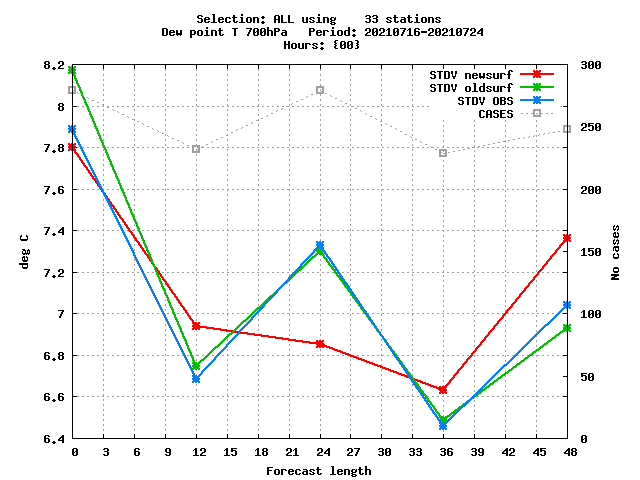 Selection: ALL using 33 stations
Dew point T 700hPa Period: 20210716-20210724
Hours: {00}
STDV newsurf
STDV oldsurf
STDV OBS
CASES
8.2
8
7.8
7.6
7.4
7.2
7
6.8
6.6
6.4
deg C
300
250
200
150
100
50
0
No cases
0 3 6 9 12 15 18 21 24 27 30 33 36 39 42 45 48
Forecast length